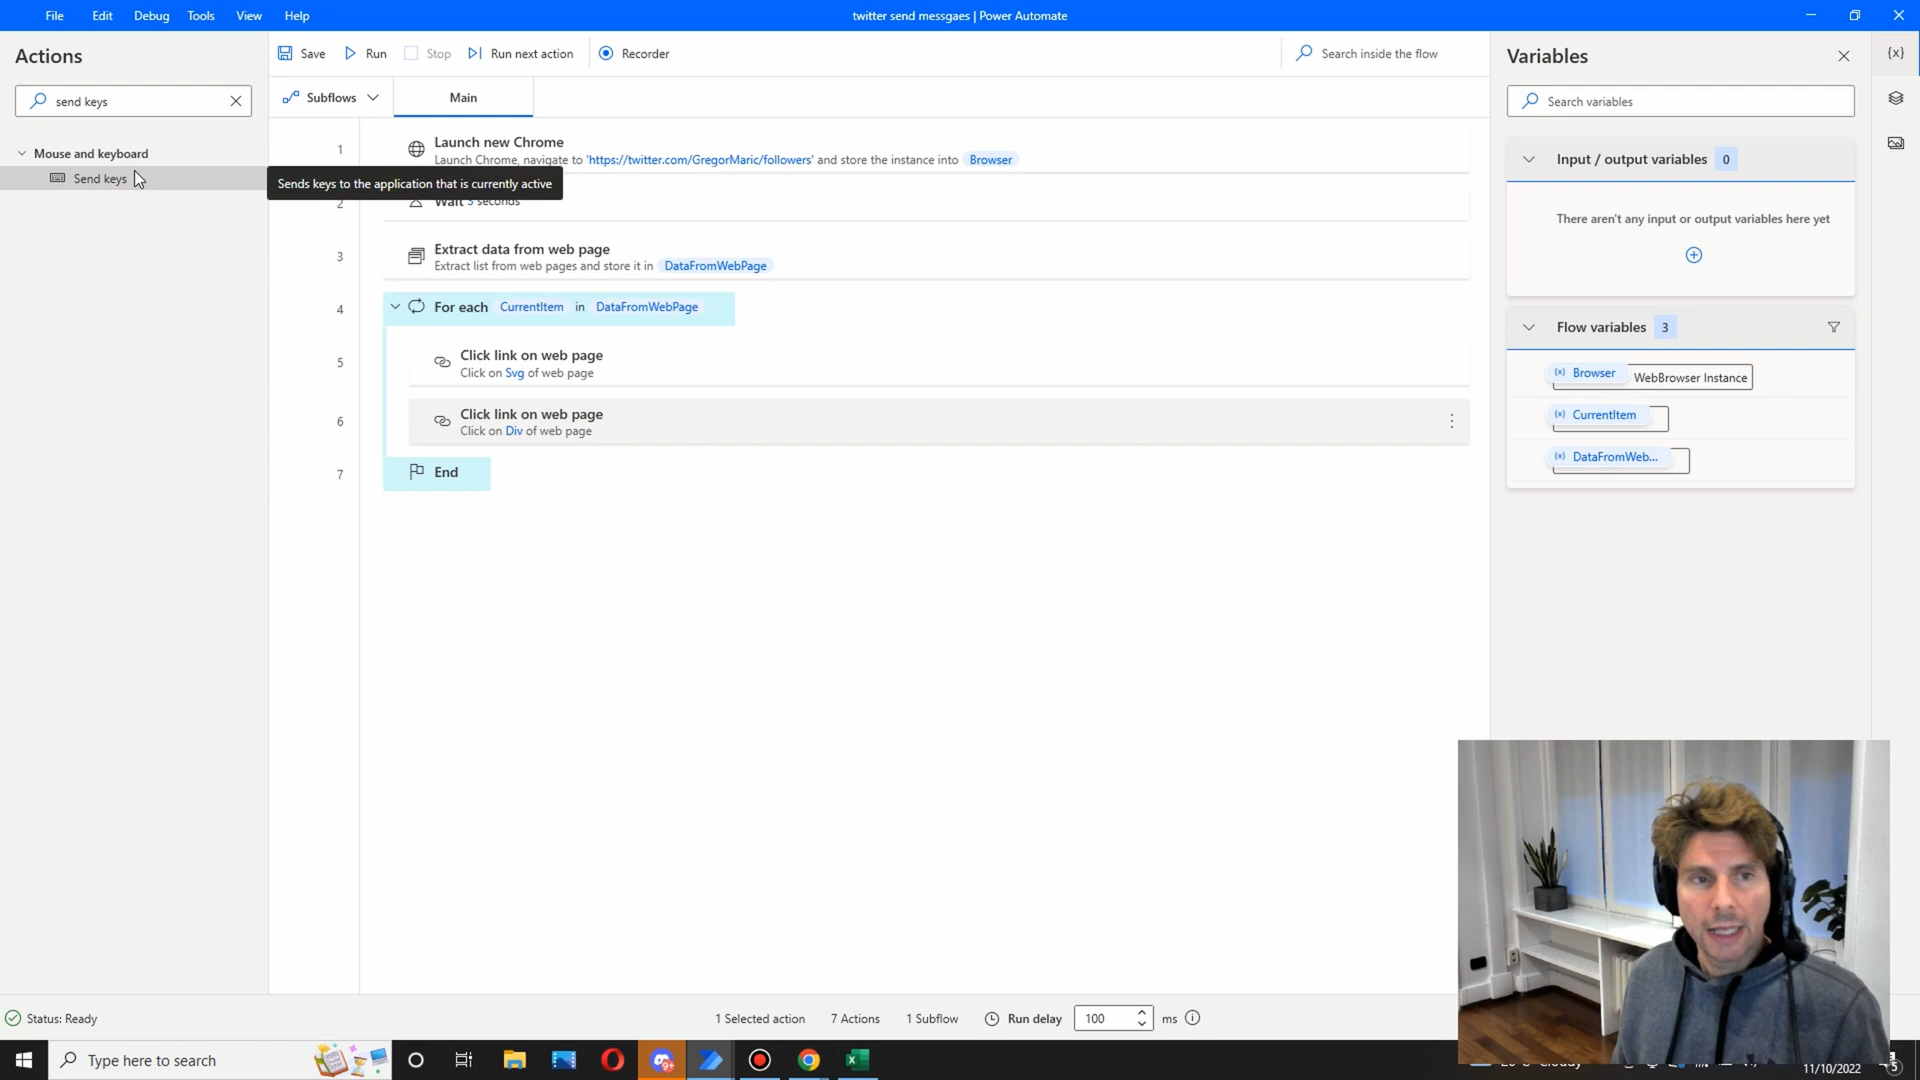 File Edit Debug Tools View Help
twitter send messgaes | Power Automate
Actions
send keys
Mouse and keyboard
Send keys
Save Run Stop Run next action Recorder
Search inside the flow
Subflows Main
1 Launch new Chrome
Launch Chrome, navigate to 'https://twitter.com/GregorMaric/followers' and store the instance into Browser
Sends keys to the application that is currently active
2 Wait 3 seconds
3 Extract data from web page
Extract list from web pages and store it in DataFromWebPage
4 For each CurrentItem in DataFromWebPage
5 Click link on web page
Click on Svg of web page
6 Click link on web page
Click on Div of web page
7 End
Variables
{x}
Search variables
Input / output variables 0
There aren't any input or output variables here yet
Flow variables 3
(x) Browser WebBrowser Instance
(x) CurrentItem
(x) DataFromWeb...
Status: Ready
1 Selected action 7 Actions 1 Subflow Run delay 100 ms
Type here to search
9+
11/10/2022
5